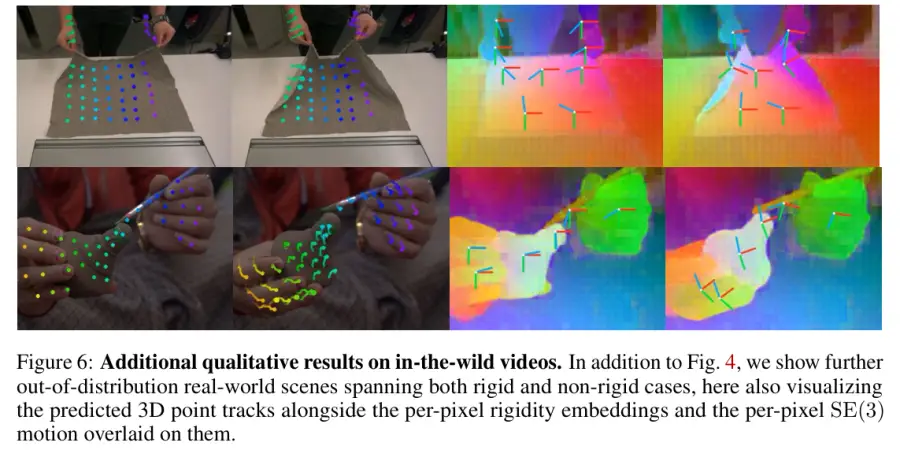 Figure 6: Additional qualitative results on in-the-wild videos. In addition to Fig. 4, we show further
out-of-distribution real-world scenes spanning both rigid and non-rigid cases, here also visualizing
the predicted 3D point tracks alongside the per-pixel rigidity embeddings and the per-pixel SE(3)
motion overlaid on them.